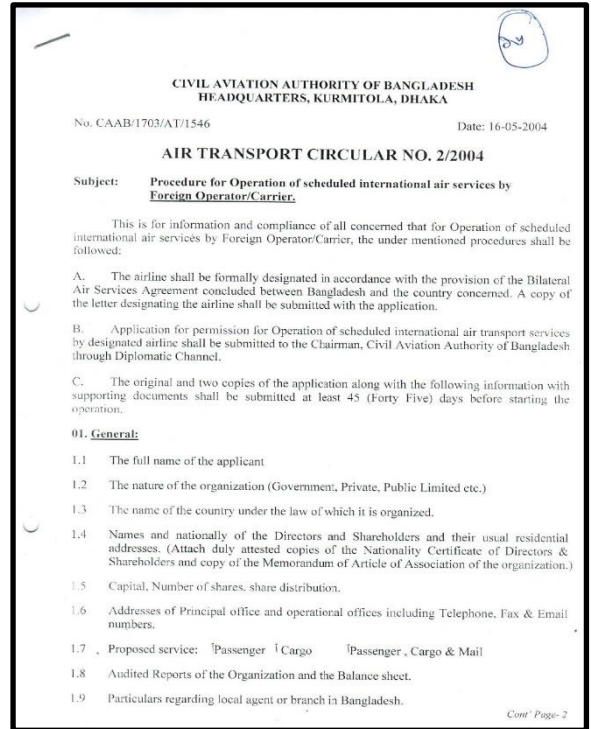 ২৮
CIVIL AVIATION AUTHORITY OF BANGLADESH
HEADQUARTERS, KURMITOLA, DHAKA
No. CAAB/1703/AT/1546
Date: 16-05-2004
AIR TRANSPORT CIRCULAR NO. 2/2004
Subject: Procedure for Operation of scheduled international air services by
Foreign Operator/Carrier.
This is for information and compliance of all concerned that for Operation of scheduled
international air services by Foreign Operator/Carrier, the under mentioned procedures shall be
followed:
A. The airline shall be formally designated in accordance with the provision of the Bilateral
Air Services Agreement concluded between Bangladesh and the country concerned. A copy of
the letter designating the airline shall be submitted with the application.
B. Application for permission for Operation of scheduled international air transport services
by designated airline shall be submitted to the Chairman, Civil Aviation Authority of Bangladesh
through Diplomatic Channel.
C. The original and two copies of the application along with the following information with
supporting documents shall be submitted at least 45 (Forty Five) days before starting the
operation.
01. General:
1.1 The full name of the applicant
1.2 The nature of the organization (Government, Private, Public Limited etc.)
1.3 The name of the country under the law of which it is organized.
1.4 Names and nationally of the Directors and Shareholders and their usual residential
addresses. (Attach duly attested copies of the Nationality Certificate of Directors &
Shareholders and copy of the Memorandum of Article of Association of the organization.)
1.5 Capital, Number of shares, share distribution.
1.6 Addresses of Principal office and operational offices including Telephone, Fax & Email
numbers.
1.7 Proposed service: Passenger Cargo Passenger, Cargo & Mail
1.8 Audited Reports of the Organization and the Balance sheet.
1.9 Particulars regarding local agent or branch in Bangladesh.
Cont' Page- 2